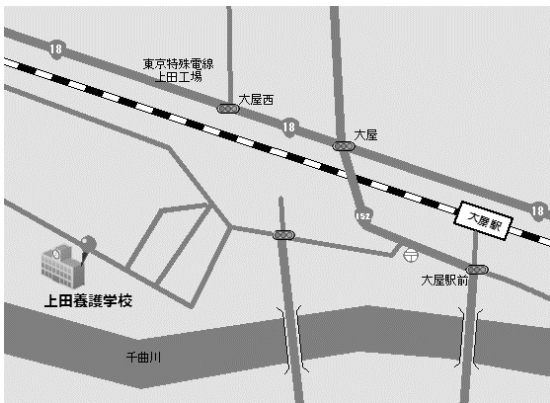 18
東京特殊電線
上田工場
大屋西
18
大屋
152
18
大屋駅
大屋駅前
上田養護学校
千曲川